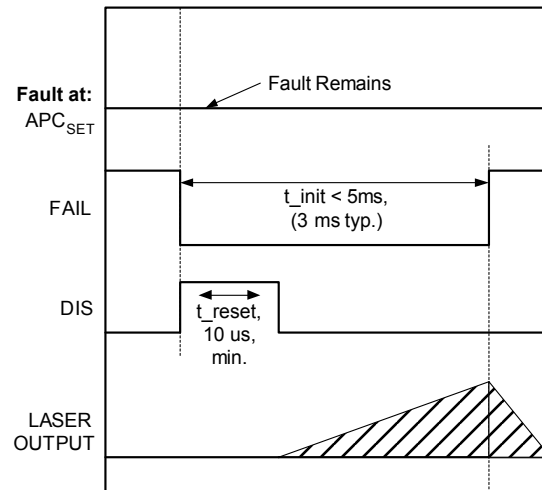 Fault Remains
Fault at:
APCSET
FAIL
t_init < 5ms,
(3 ms typ.)
DIS
t_reset,
10 us,
min.
LASER
OUTPUT